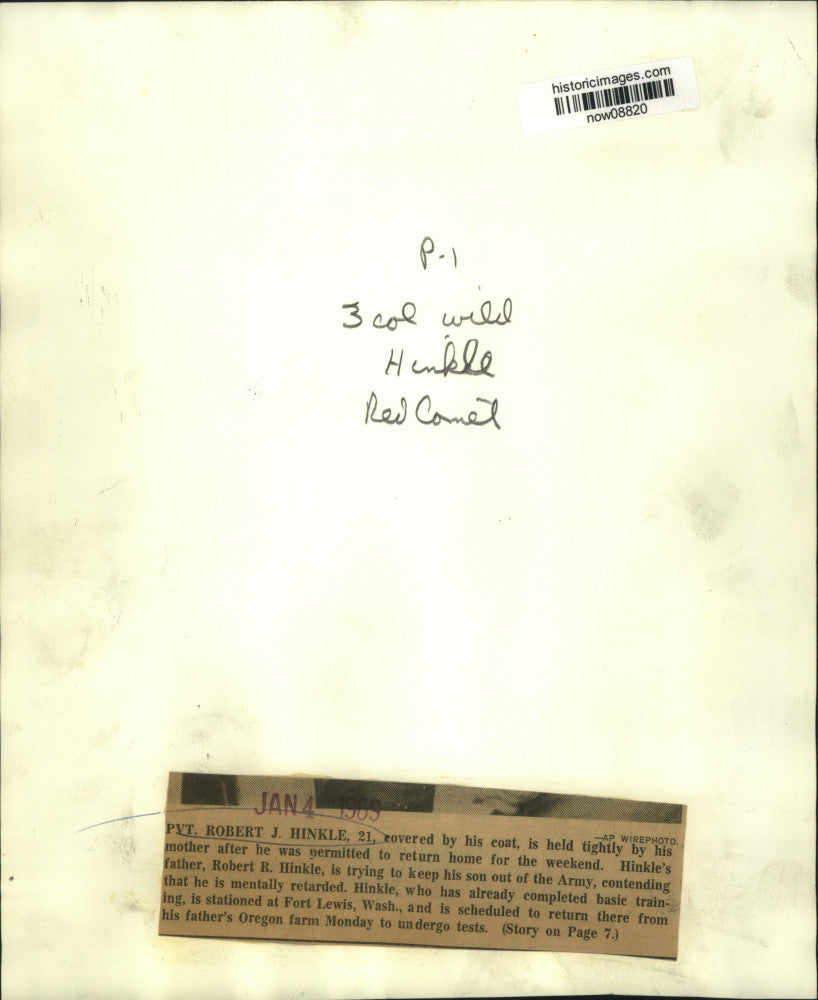 historicimages.com
now08820
P-1
3 col wild
Hinkle
Red Comet
JAN 4 1969
—AP WIREPHOTO.
PVT. ROBERT J. HINKLE, 21, covered by his coat, is held tightly by his
mother after he was permitted to return home for the weekend. Hinkle's
father, Robert R. Hinkle, is trying to keep his son out of the Army, contending
that he is mentally retarded. Hinkle, who has already completed basic train-
ing, is stationed at Fort Lewis, Wash., and is scheduled to return there from
his father's Oregon farm Monday to undergo tests. (Story on Page 7.)